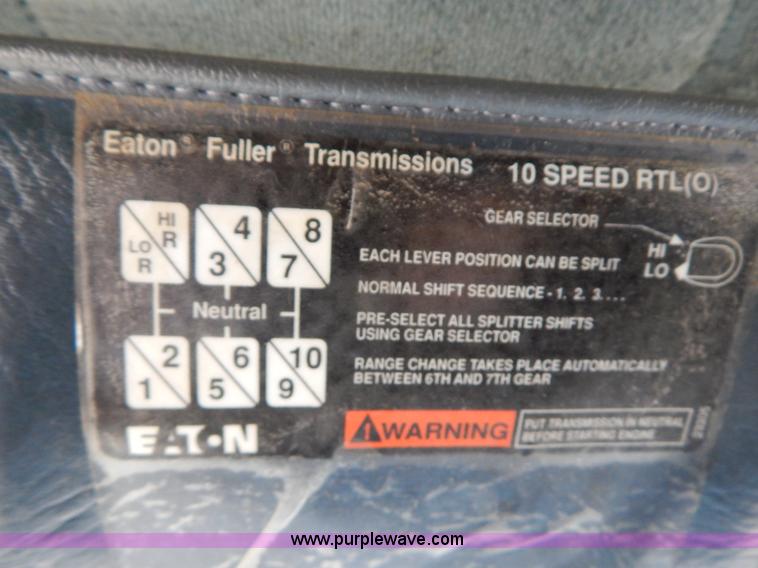 Eaton® Fuller® Transmissions 10 SPEED RTL(O)
GEAR SELECTOR
HI
LO
HI R
LO R
4
3
8
7
EACH LEVER POSITION CAN BE SPLIT
NORMAL SHIFT SEQUENCE - 1, 2, 3....
Neutral
PRE-SELECT ALL SPLITTER SHIFTS
USING GEAR SELECTOR
2
1
6
5
10
9
RANGE CHANGE TAKES PLACE AUTOMATICALLY
BETWEEN 6TH AND 7TH GEAR
EATON
WARNING
PUT TRANSMISSION IN NEUTRAL
BEFORE STARTING ENGINE
www.purplewave.com